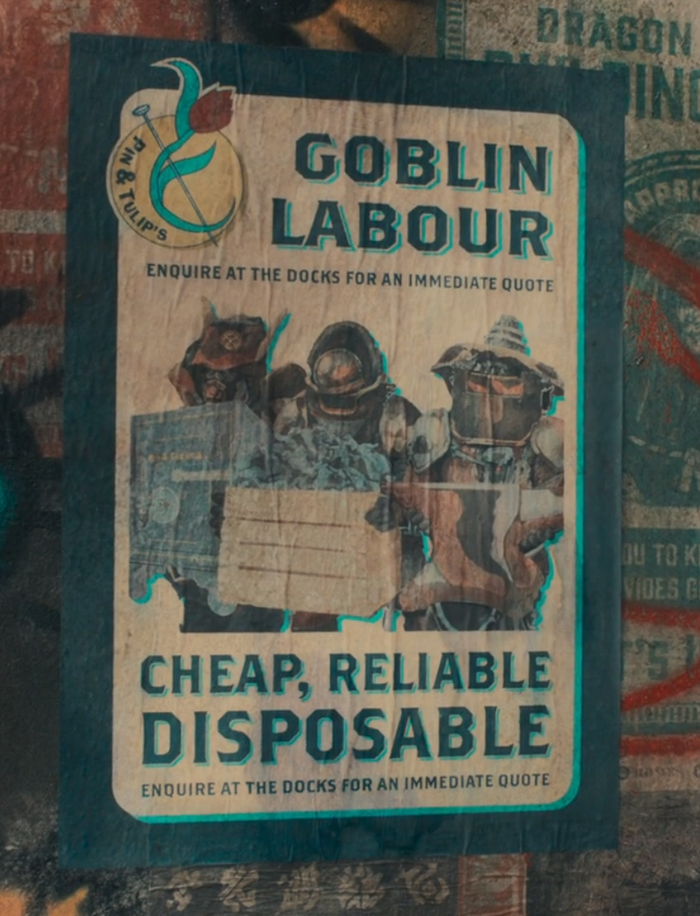 PIN & TULIP'S
GOBLIN
LABOUR
ENQUIRE AT THE DOCKS FOR AN IMMEDIATE QUOTE
CHEAP, RELIABLE
DISPOSABLE
ENQUIRE AT THE DOCKS FOR AN IMMEDIATE QUOTE
DRAGON